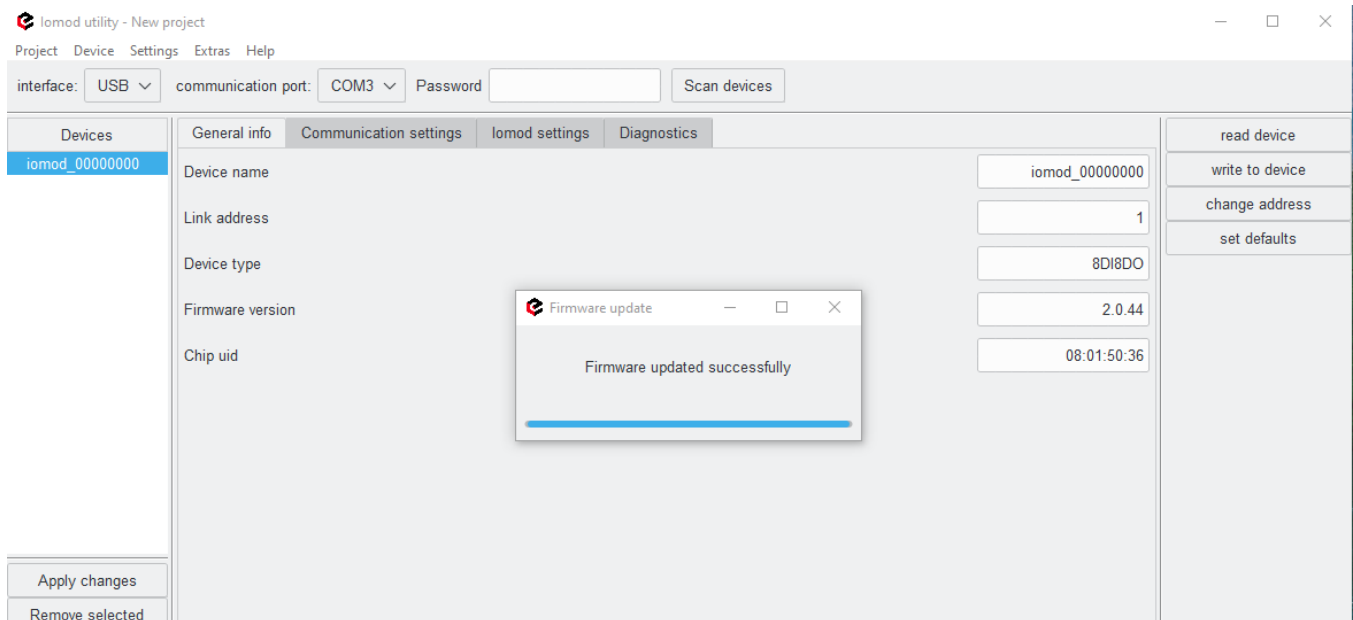 Iomod utility - New project
Project Device Settings Extras Help
interface: USB communication port: COM3 Password Scan devices
Devices General info Communication settings Iomod settings Diagnostics read device
iomod_00000000 Device name iomod_00000000 write to device
Link address 1 change address
set defaults
Device type 8DI8DO
Firmware version Firmware update 2.0.44
Chip uid Firmware updated successfully 08:01:50:36
Apply changes
Remove selected